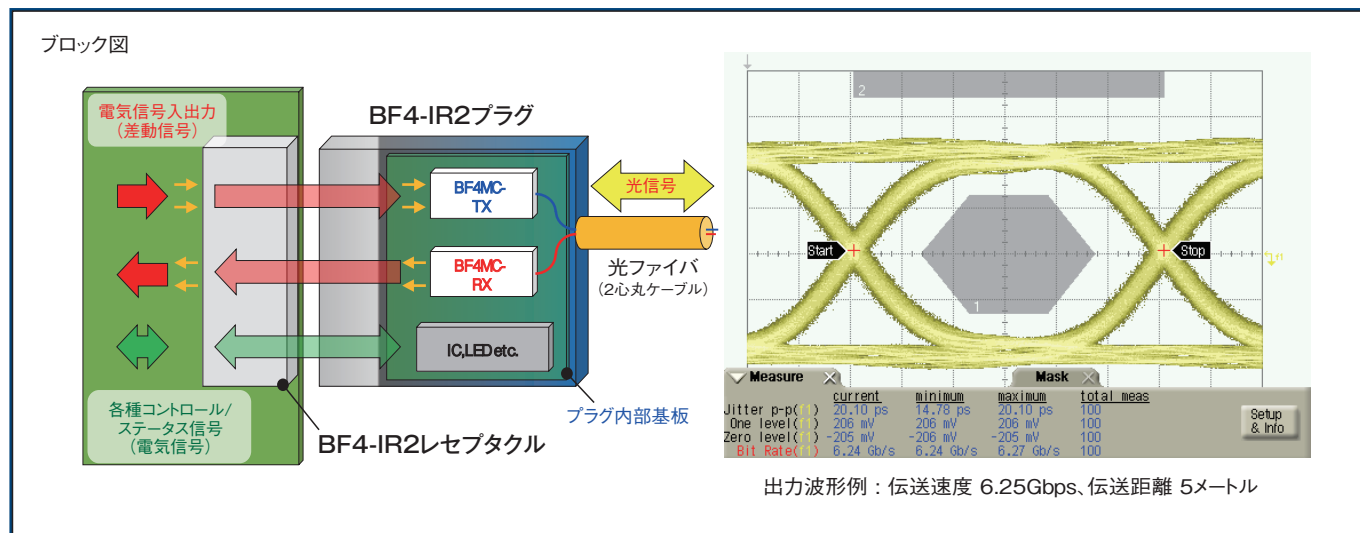 ブロック図
電気信号入出力
(差動信号)
BF4-IR2プラグ
BF4MC-
TX
光信号
BF4MC-
RX
光ファイバ
(2心丸ケーブル)
IC,LED etc.
プラグ内部基板
各種コントロール/
ステータス信号
(電気信号)
BF4-IR2レセプタクル
2
Start
Stop
f1
1
Measure
Mask
current minimum maximum total meas
Jitter p-p(f1) 20.10 ps 14.78 ps 20.10 ps 100
One level(f1) 206 mV 206 mV 206 mV 100
Zero level(f1) -205 mV -206 mV -205 mV 100
Bit Rate(f1) 6.24 Gb/s 6.24 Gb/s 6.27 Gb/s 100
Setup
& Info
出力波形例：伝送速度 6.25Gbps、伝送距離 5メートル